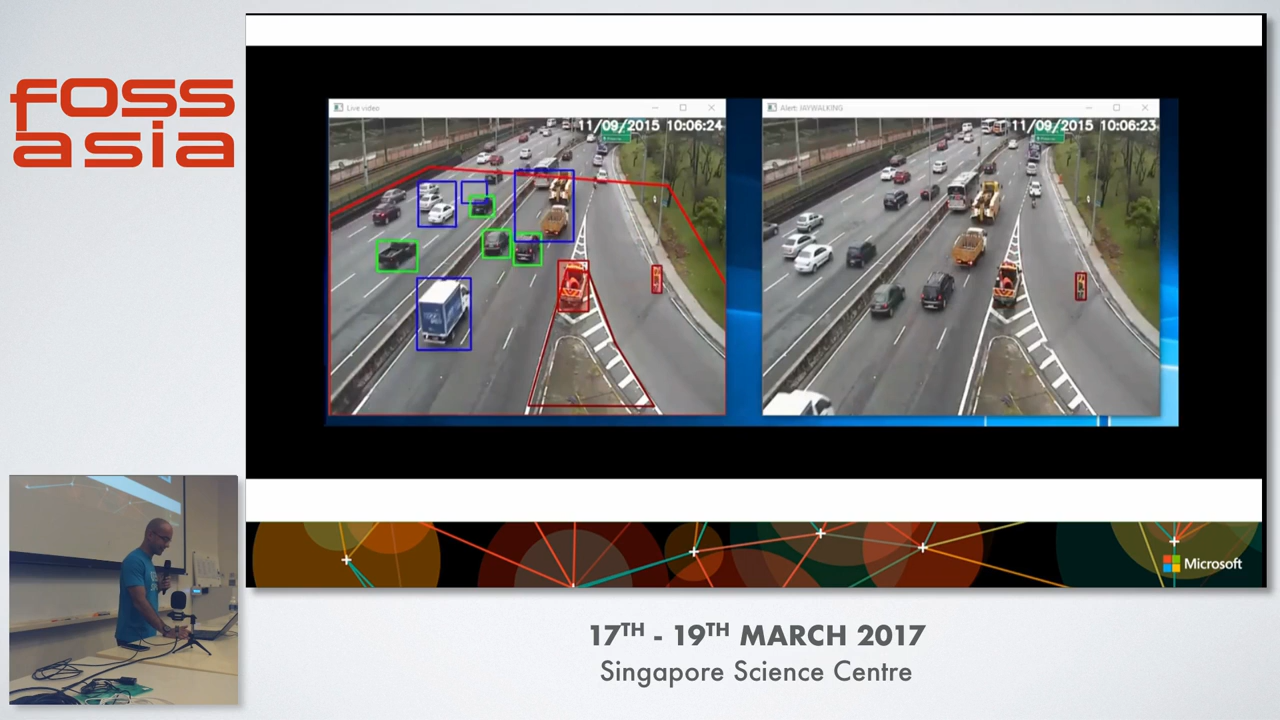 foss
asia
Live video
11/09/2015 10:06:24
Alert: JAYWALKING
11/09/2015 10:06:23
Microsoft
17TH - 19TH MARCH 2017
Singapore Science Centre